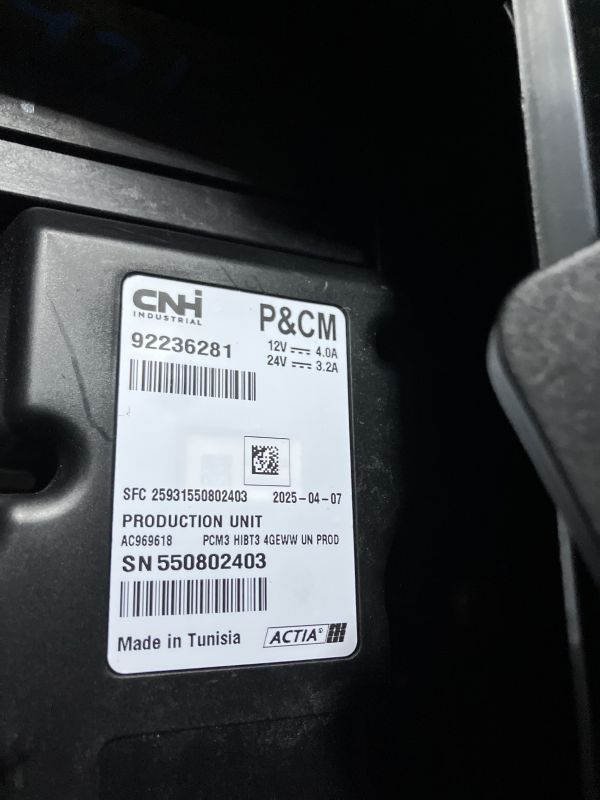 CNHi
INDUSTRIAL
P&CM
92236281
12V ⎓ 4.0A
24V ⎓ 3.2A
SFC 25931550802403 2025-04-07
PRODUCTION UNIT
AC969618 PCM3 HIBT3 4GEWW UN PROD
SN 550802403
Made in Tunisia
ACTIA®